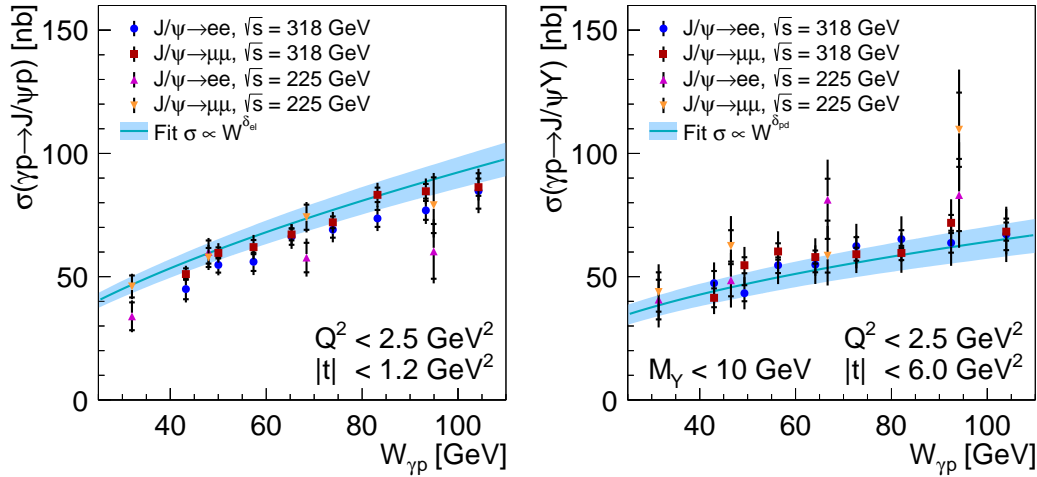 σ(γp→J/ψp) [nb]
150
100
50
0
J/ψ→ee, √s = 318 GeV
J/ψ→μμ, √s = 318 GeV
J/ψ→ee, √s = 225 GeV
J/ψ→μμ, √s = 225 GeV
Fit σ ∝ W^δel
Q² < 2.5 GeV²
|t| < 1.2 GeV²
40 60 80 100
W_γp [GeV]
σ(γp→J/ψY) [nb]
150
100
50
0
J/ψ→ee, √s = 318 GeV
J/ψ→μμ, √s = 318 GeV
J/ψ→ee, √s = 225 GeV
J/ψ→μμ, √s = 225 GeV
Fit σ ∝ W^δpd
Q² < 2.5 GeV²
M_Y < 10 GeV |t| < 6.0 GeV²
40 60 80 100
W_γp [GeV]